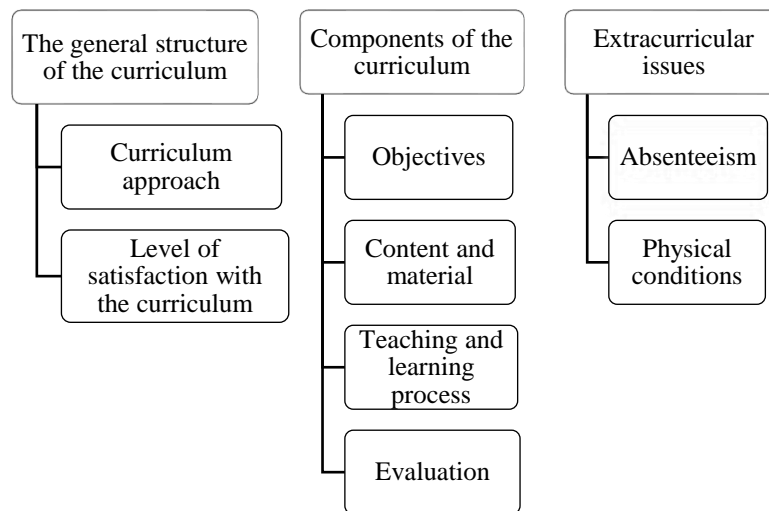 The general structure
of the curriculum
Curriculum
approach
Level of
satisfaction with
the curriculum
Components of the
curriculum
Objectives
Content and
material
Teaching and
learning
process
Evaluation
Extracurricular
issues
Absenteeism
Physical
conditions